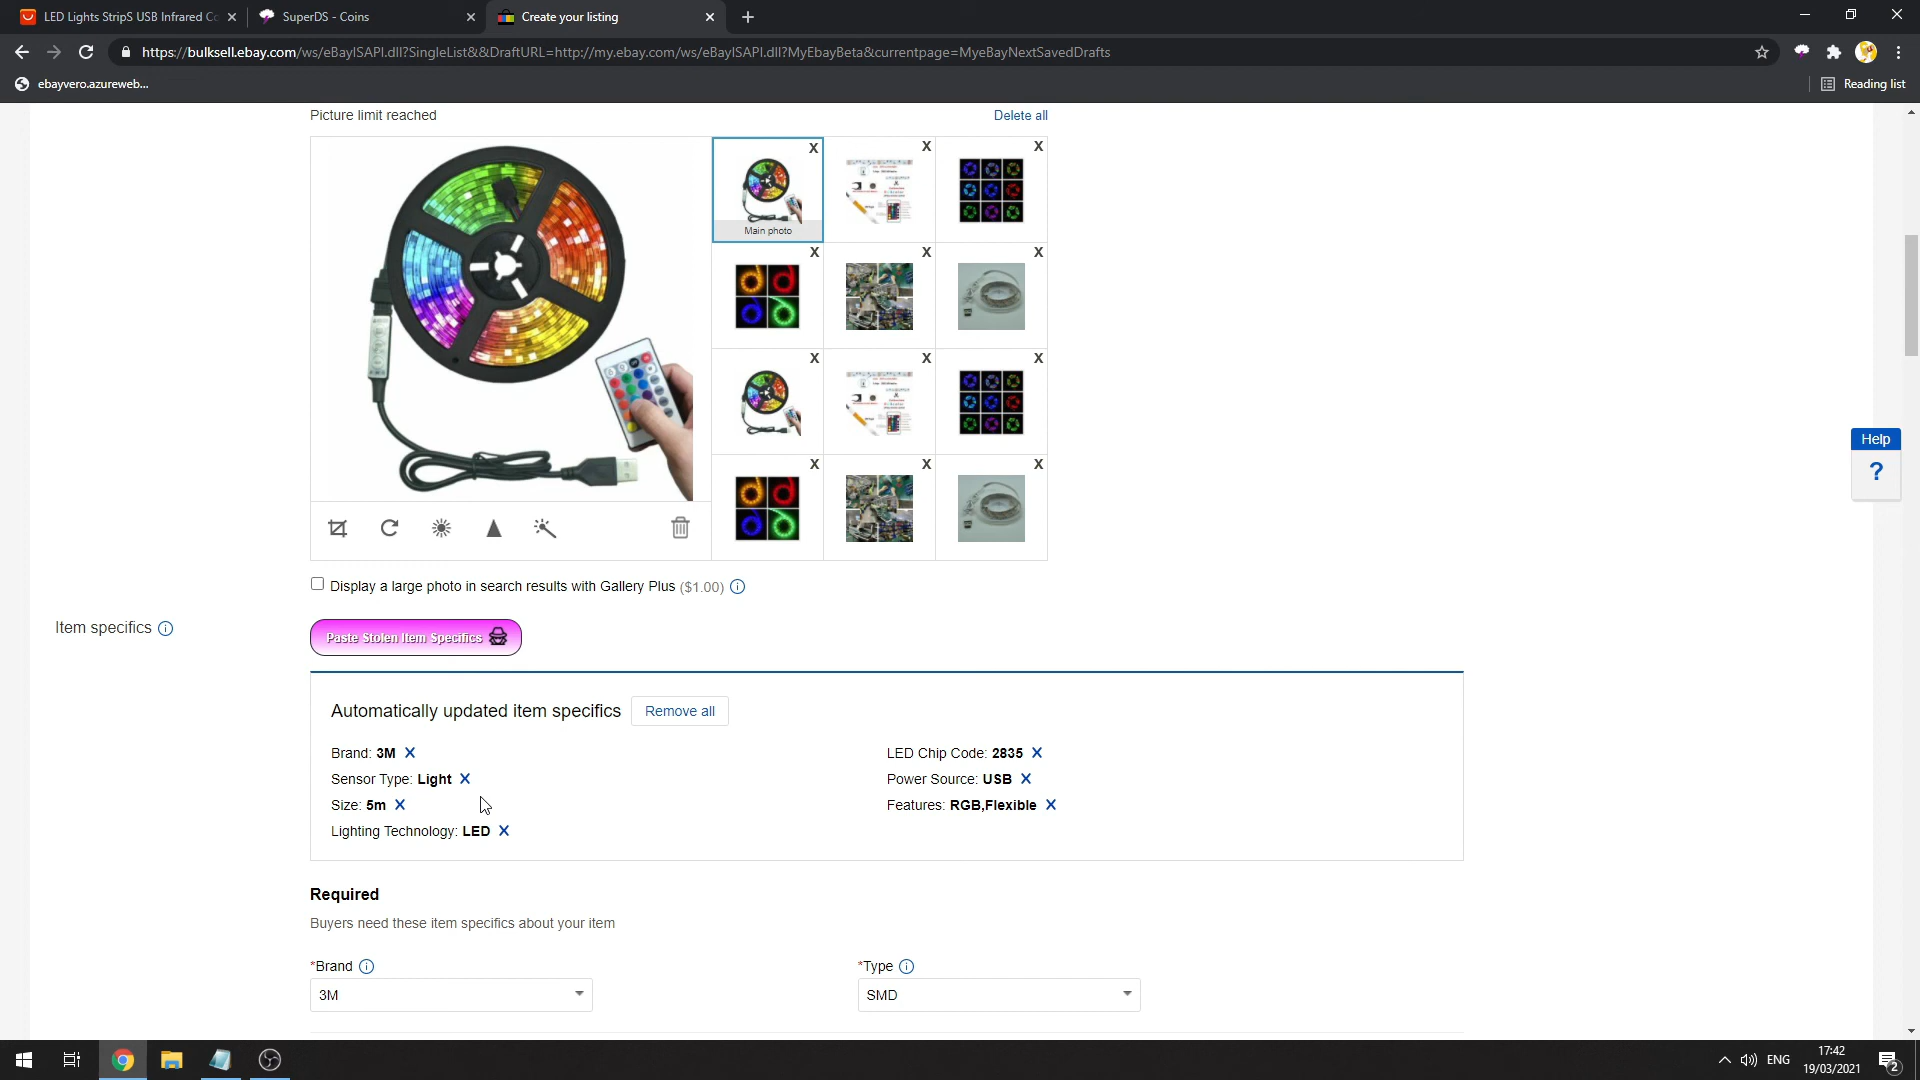 LED Lights StripS USB Infrared Co
SuperDS - Coins
Create your listing
https://bulksell.ebay.com/ws/eBayISAPI.dll?SingleList&&DraftURL=http://my.ebay.com/ws/eBayISAPI.dll?MyEbayBeta&currentpage=MyeBayNextSavedDrafts
ebayvero.azureweb...
Reading list
Picture limit reached
Delete all
X X X
Main photo
X X X
X X X
X X X
Help
?
Display a large photo in search results with Gallery Plus ($1.00)
Item specifics
Paste Stolen Item Specifics
Automatically updated item specifics
Remove all
Brand: 3M X
LED Chip Code: 2835 X
Sensor Type: Light X
Power Source: USB X
Size: 5m X
Features: RGB,Flexible X
Lighting Technology: LED X
Required
Buyers need these item specifics about your item
*Brand
*Type
3M
SMD
ENG
17:42
19/03/2021
2